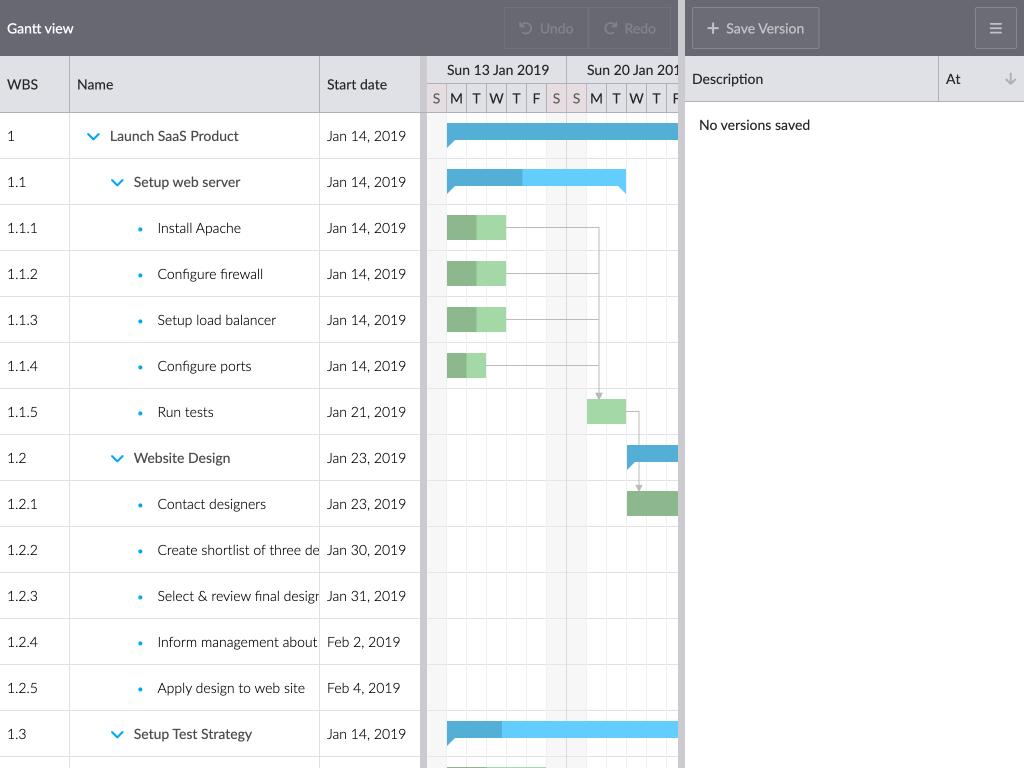 Gantt view Undo Redo Save Version
WBS Name Start date Sun 13 Jan 2019 Sun 20 Jan 201 Description At
S M T W T F S S M T W T F
No versions saved
1 Launch SaaS Product Jan 14, 2019
1.1 Setup web server Jan 14, 2019
1.1.1 Install Apache Jan 14, 2019
1.1.2 Configure firewall Jan 14, 2019
1.1.3 Setup load balancer Jan 14, 2019
1.1.4 Configure ports Jan 14, 2019
1.1.5 Run tests Jan 21, 2019
1.2 Website Design Jan 23, 2019
1.2.1 Contact designers Jan 23, 2019
1.2.2 Create shortlist of three de Jan 30, 2019
1.2.3 Select & review final design Jan 31, 2019
1.2.4 Inform management about Feb 2, 2019
1.2.5 Apply design to web site Feb 4, 2019
1.3 Setup Test Strategy Jan 14, 2019